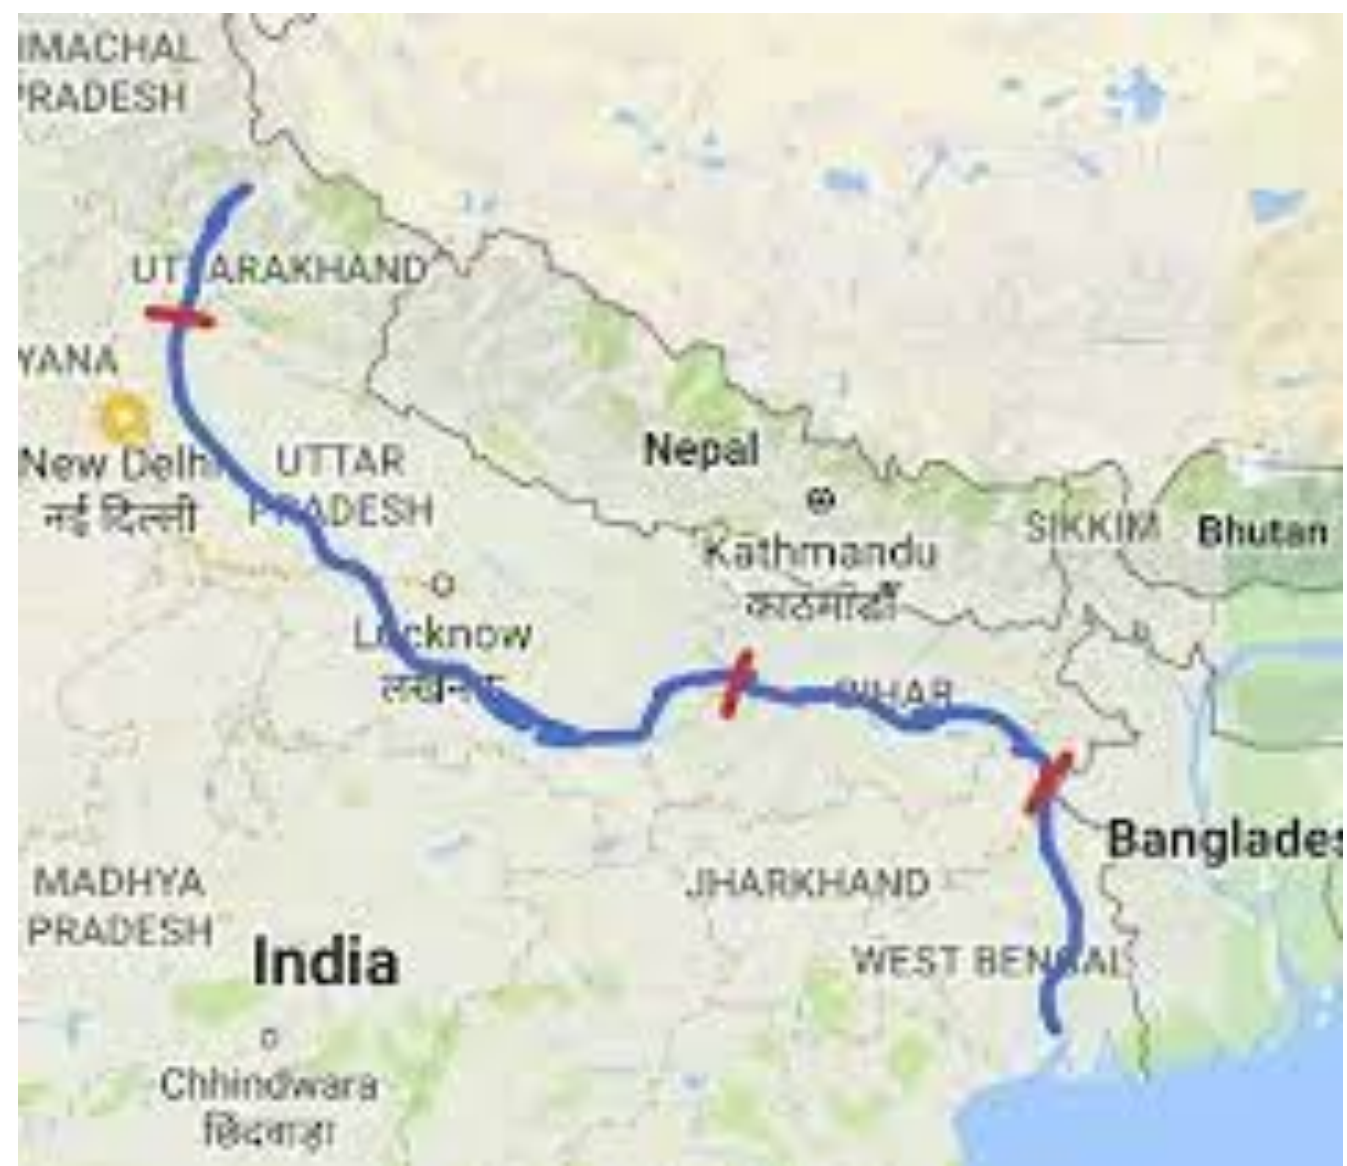 IMACHAL
PRADESH
UTTARAKHAND
YANA
New Delhi
नई दिल्ली
UTTAR
PRADESH
Nepal
Kathmandu
काठमाडौँ
SIKKIM
Bhutan
Lucknow
लखनऊ
BIHAR
Banglades
JHARKHAND
MADHYA
PRADESH
WEST BENGAL
India
Chhindwara
छिंदवाड़ा